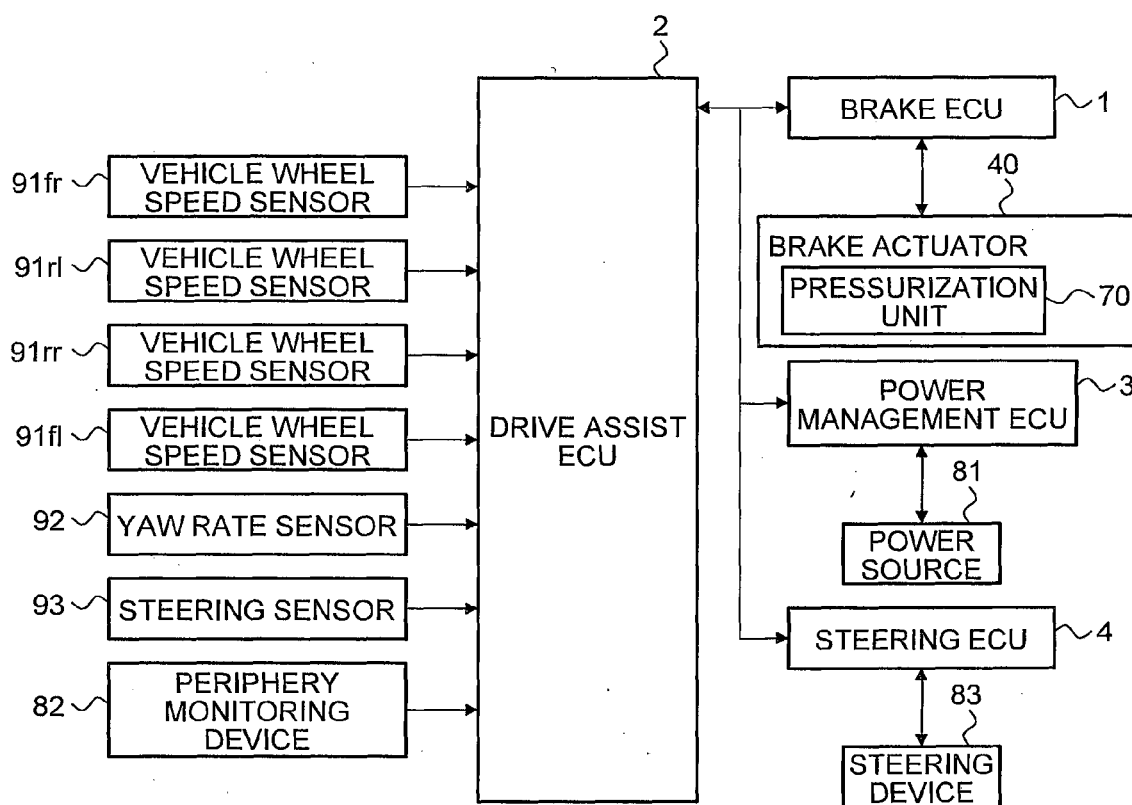 2
BRAKE ECU
1
40
91fr
VEHICLE WHEEL
SPEED SENSOR
91rl
VEHICLE WHEEL
SPEED SENSOR
91rr
VEHICLE WHEEL
SPEED SENSOR
91fl
VEHICLE WHEEL
SPEED SENSOR
92
YAW RATE SENSOR
93
STEERING SENSOR
82
PERIPHERY
MONITORING
DEVICE
DRIVE ASSIST
ECU
BRAKE ACTUATOR
PRESSURIZATION
UNIT
70
POWER
MANAGEMENT ECU
3
81
POWER
SOURCE
STEERING ECU
4
83
STEERING
DEVICE